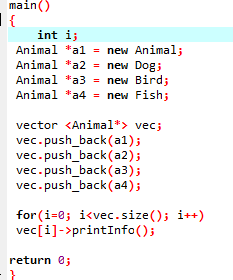 main()
{
int i;
Animal *a1 = new Animal;
Animal *a2 = new Dog;
Animal *a3 = new Bird;
Animal *a4 = new Fish;
vector <Animal*> vec;
vec.push_back(a1);
vec.push_back(a2);
vec.push_back(a3);
vec.push_back(a4);
for(i=0; i<vec.size(); i++)
vec[i]->printInfo();
return 0;
}